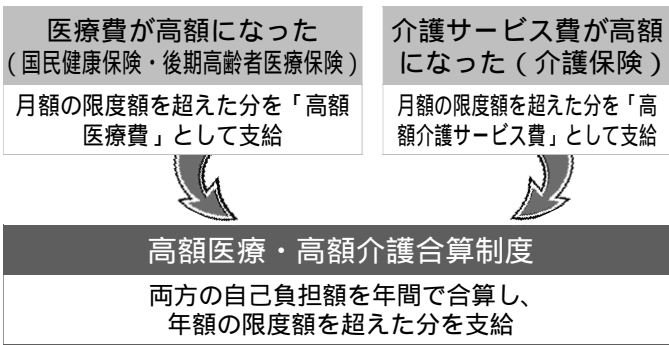 医療費が高額になった
(国民健康保険・後期高齢者医療保険)
月額の限度額を超えた分を「高額
医療費」として支給
介護サービス費が高額
になった(介護保険)
月額の限度額を超えた分を「高
額介護サービス費」として支給
高額医療・高額介護合算制度
両方の自己負担額を年間で合算し、
年額の限度額を超えた分を支給